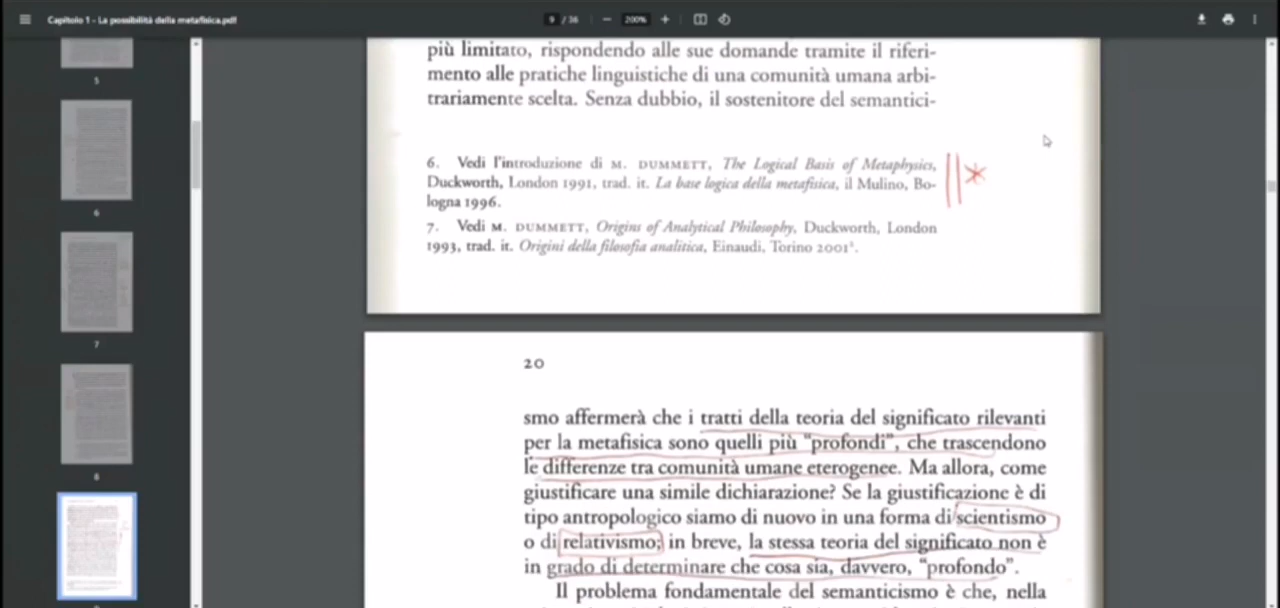 Capitolo 1 - La possibilità della metafisica.pdf
9 / 36
200%
5
6
7
8
più limitato, rispondendo alle sue domande tramite il riferi-
mento alle pratiche linguistiche di una comunità umana arbi-
trariamente scelta. Senza dubbio, il sostenitore del semantici-
6. Vedi l'introduzione di M. DUMMETT, The Logical Basis of Metaphysics,
Duckworth, London 1991, trad. it. La base logica della metafisica, il Mulino, Bo-
logna 1996.
7. Vedi M. DUMMETT, Origins of Analytical Philosophy, Duckworth, London
1993, trad. it. Origini della filosofia analitica, Einaudi, Torino 2001².
20
smo affermerà che i tratti della teoria del significato rilevanti
per la metafisica sono quelli più "profondi", che trascendono
le differenze tra comunità umane eterogenee. Ma allora, come
giustificare una simile dichiarazione? Se la giustificazione è di
tipo antropologico siamo di nuovo in una forma di scientismo
o di relativismo; in breve, la stessa teoria del significato non è
in grado di determinare che cosa sia, davvero, "profondo".
Il problema fondamentale del semanticismo è che, nella